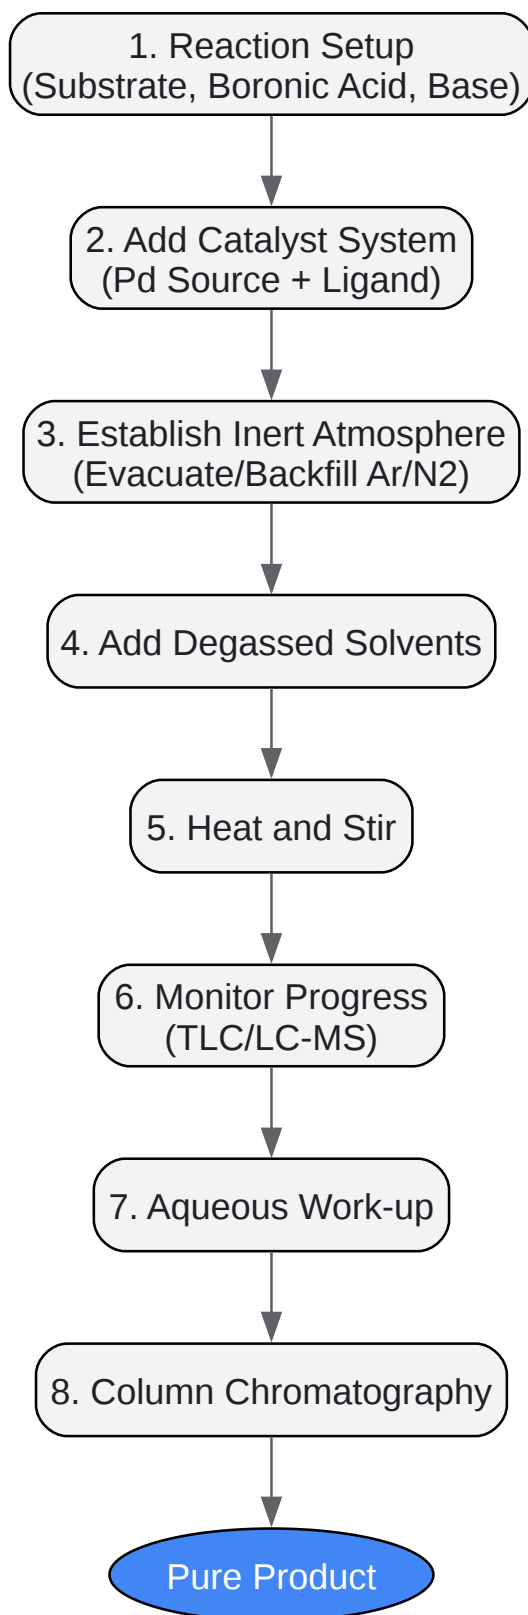 1. Reaction Setup
(Substrate, Boronic Acid, Base)
2. Add Catalyst System
(Pd Source + Ligand)
3. Establish Inert Atmosphere
(Evacuate/Backfill Ar/N2)
4. Add Degassed Solvents
5. Heat and Stir
6. Monitor Progress
(TLC/LC-MS)
7. Aqueous Work-up
8. Column Chromatography
Pure Product